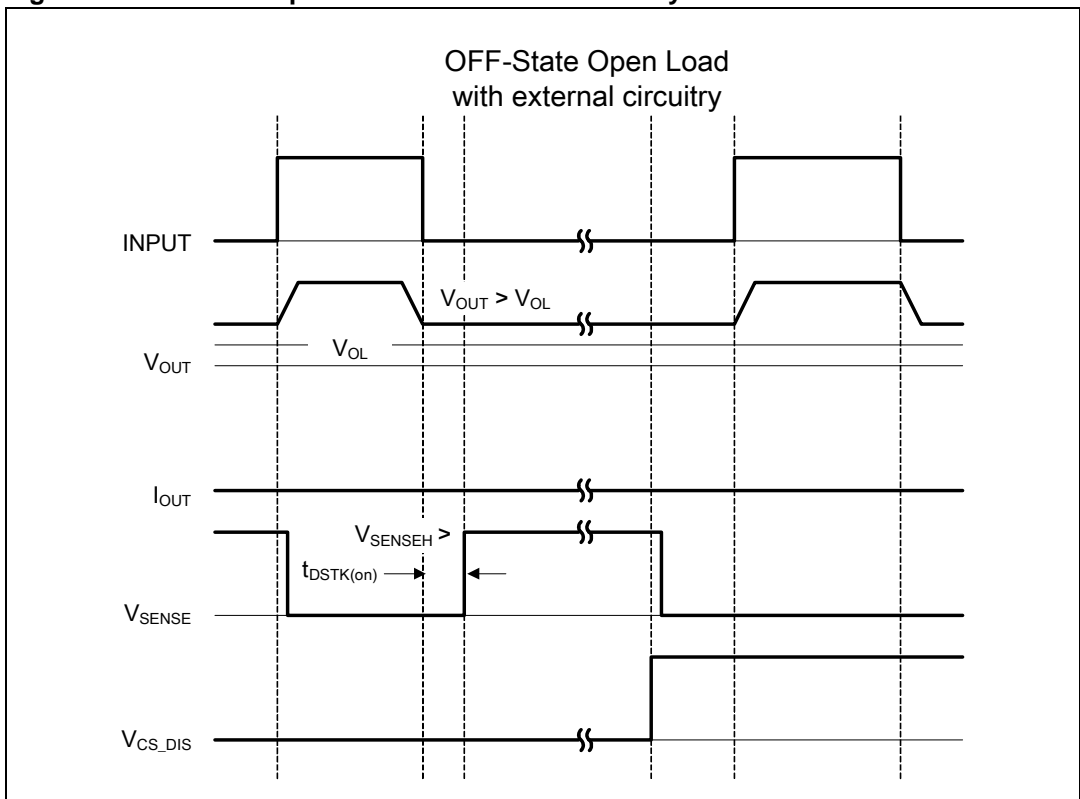 OFF-State Open Load
with external circuitry
INPUT
VOUT > VOL
VOL
VOUT
IOUT
VSENSEH >
tDSTK(on)
VSENSE
VCS_DIS